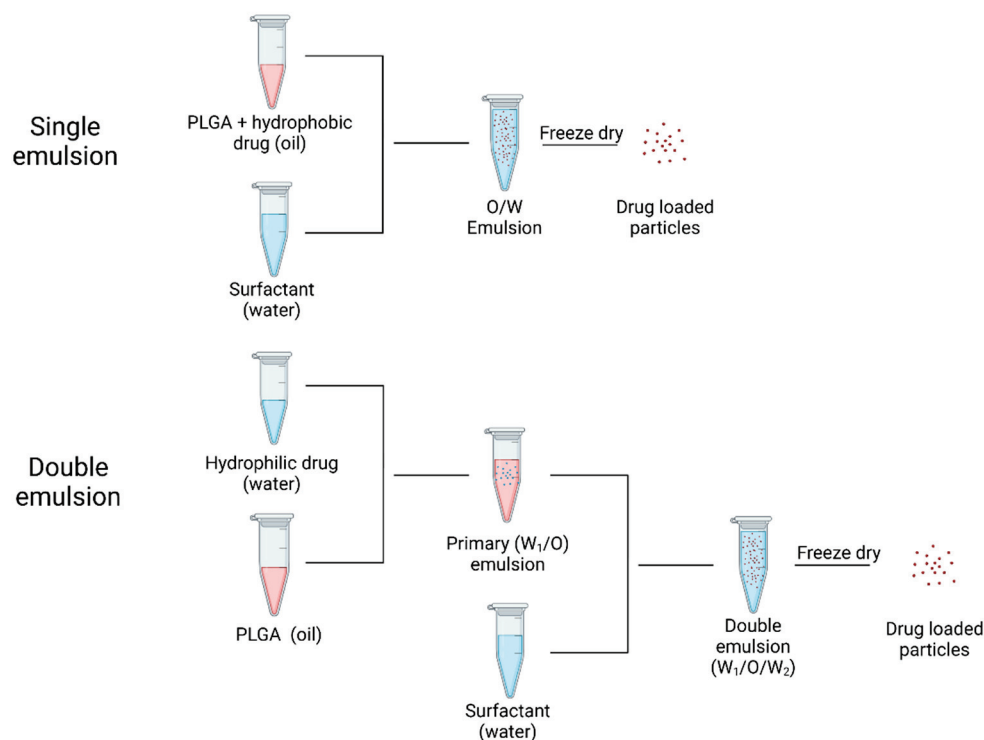 Single
emulsion
PLGA + hydrophobic
drug (oil)
Surfactant
(water)
O/W
Emulsion
Freeze dry
Drug loaded
particles
Double
emulsion
Hydrophilic drug
(water)
PLGA (oil)
Primary (W₁/O)
emulsion
Surfactant
(water)
Double
emulsion
(W₁/O/W₂)
Freeze dry
Drug loaded
particles